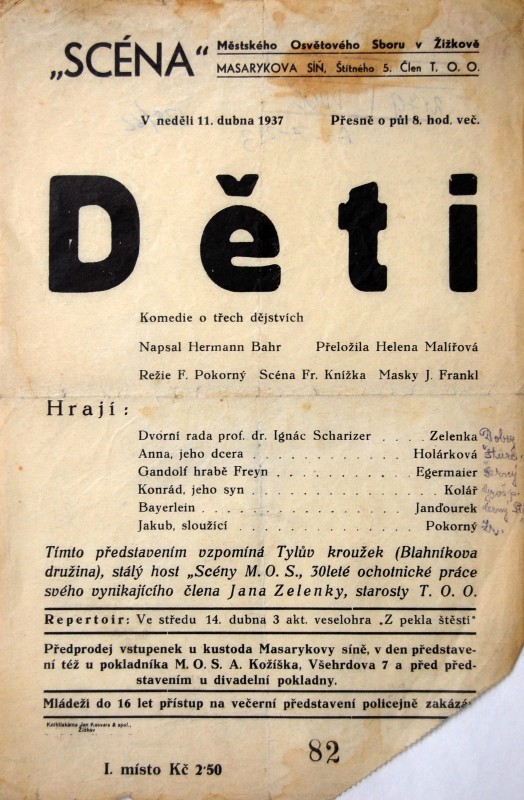 „SCÉNA“ Městského Osvětového Sboru v Žižkově
MASARYKOVA SÍŇ, Štítného 5. Člen T. O. O.
V neděli 11. dubna 1937 Přesně o půl 8. hod. več.
Děti
Komedie o třech dějstvích
Napsal Hermann Bahr Přeložila Helena Malířová
Režie F. Pokorný Scéna Fr. Knížka Masky J. Frankl
Hrají :
Dvorní rada prof. dr. Ignác Scharizer . . . . Zelenka
Anna, jeho dcera . . . . . . . . . . . . Holárková
Gandolf hrabě Freyn . . . . . . . . . . . Egermaier
Konrád, jeho syn . . . . . . . . . . . . . . Kolář
Bayerlein . . . . . . . . . . . . . . . Janďourek
Jakub, sloužící . . . . . . . . . . . . . Pokorný
Tímto představením vzpomíná Tylův kroužek (Blahníkova
družina), stálý host „Scény M. O. S., 30leté ochotnické práce
svého vynikajícího člena Jana Zelenky, starosty T. O. O.
Repertoir: Ve středu 14. dubna 3 akt. veselohra „Z pekla štěstí“
Předprodej vstupenek u kustoda Masarykovy síně, v den představe-
ní též u pokladníka M. O. S. A. Kožíška, Všehrdova 7 a před před-
stavením u divadelní pokladny.
Mládeži do 16 let přístup na večerní představení policejně zakázán
Knihtiskárna Jan Kasvara & spol.,
Žižkov
I. místo Kč 2·50
82